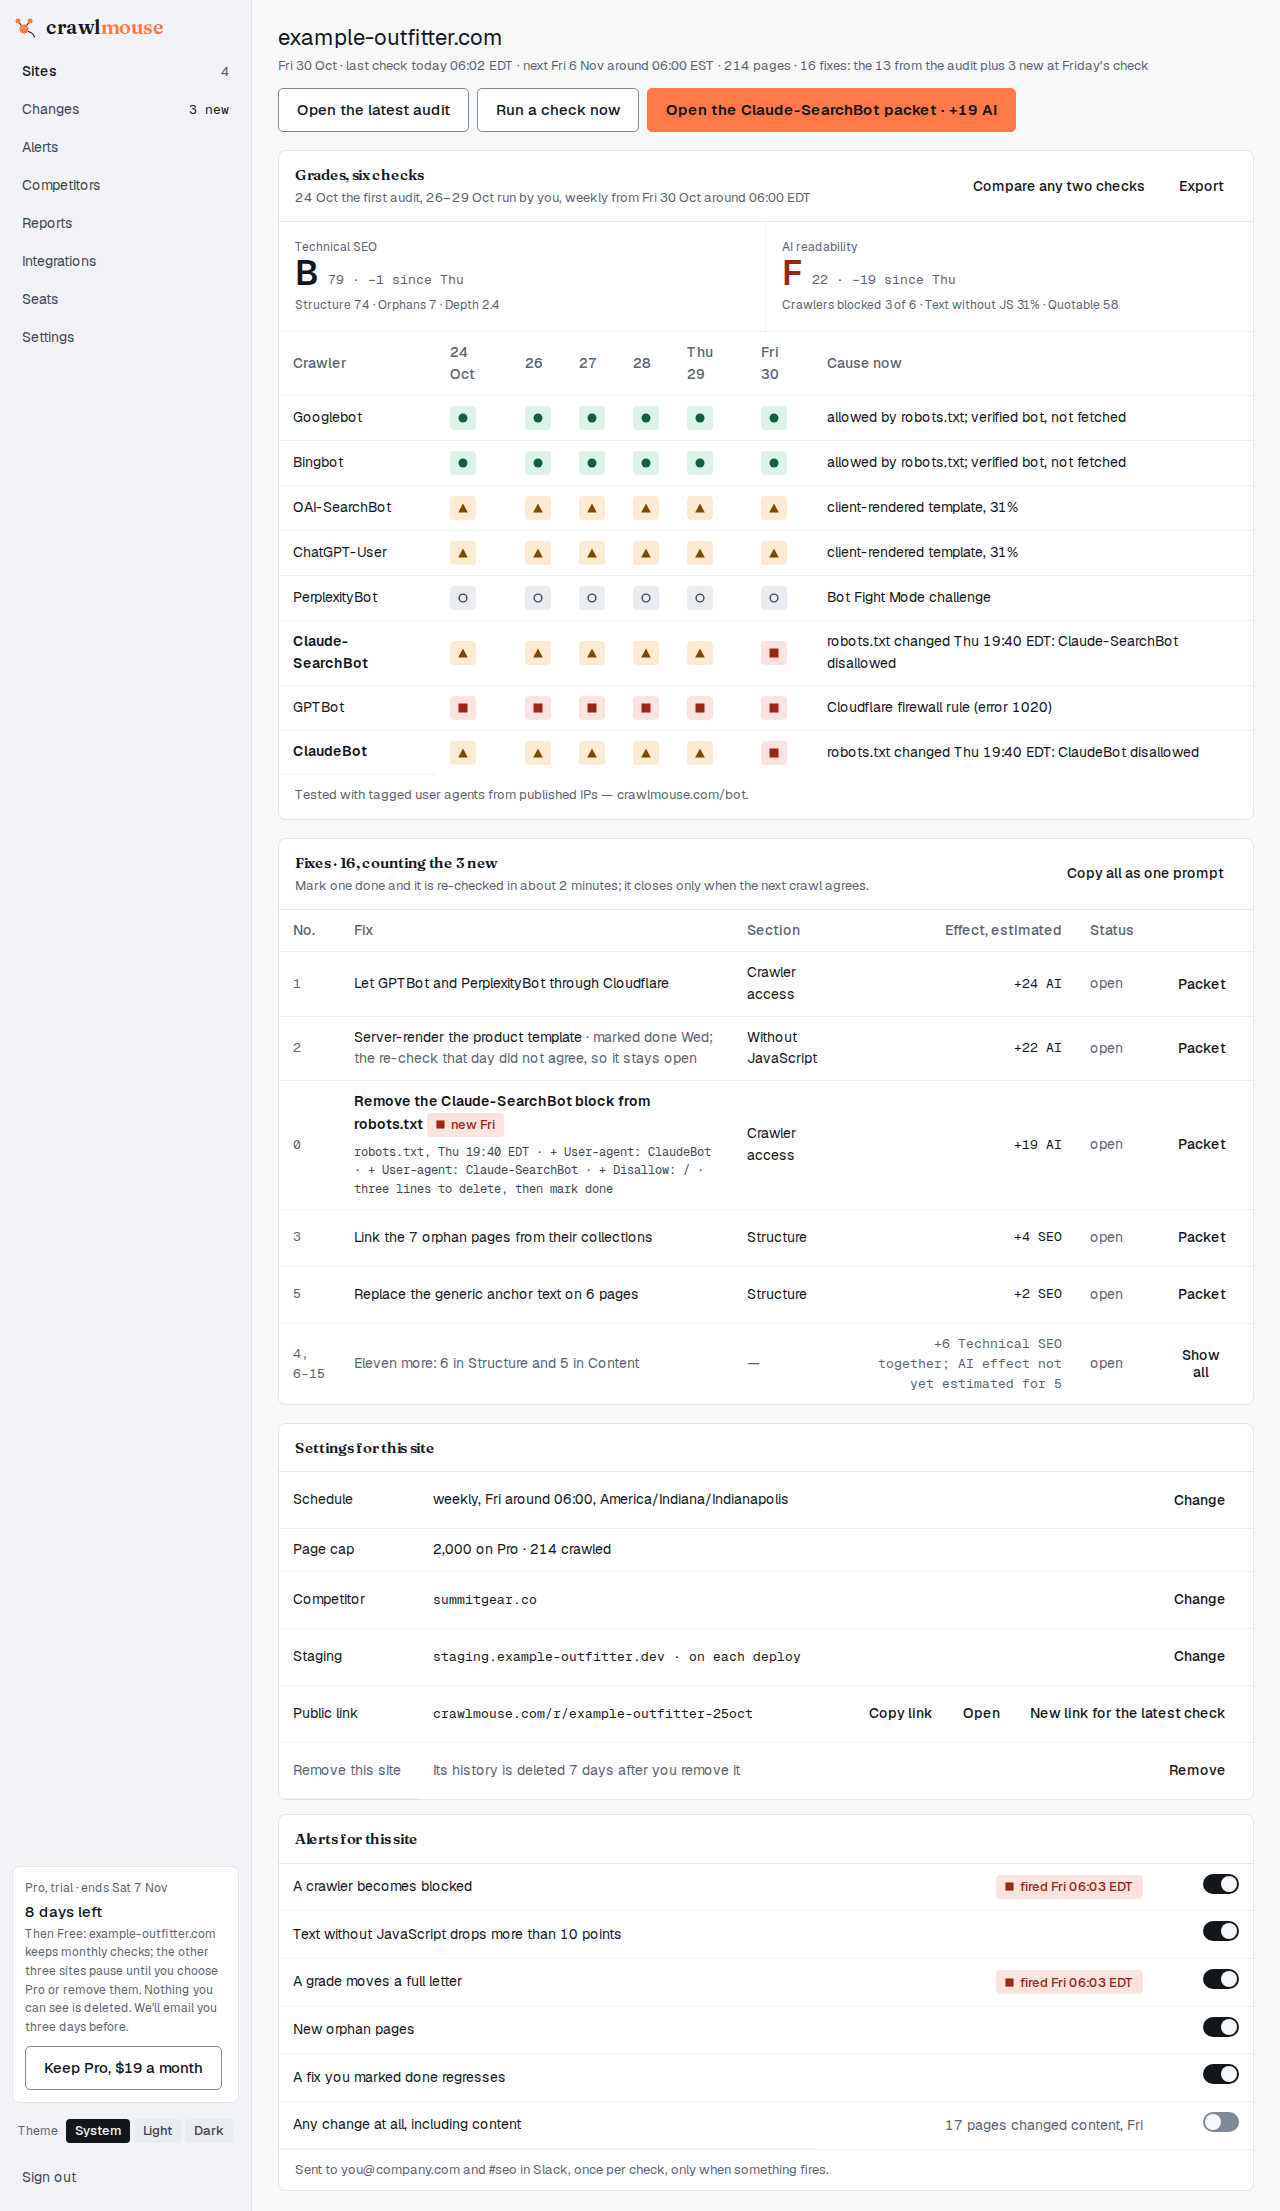 crawlmouse
Sites 4
Changes 3 new
Alerts
Competitors
Reports
Integrations
Seats
Settings
example-outfitter.com
Fri 30 Oct · last check today 06:02 EDT · next Fri 6 Nov around 06:00 EST · 214 pages · 16 fixes: the 13 from the audit plus 3 new at Friday's check
Open the latest audit
Run a check now
Open the Claude-SearchBot packet · +19 AI
Grades, six checks
24 Oct the first audit, 26–29 Oct run by you, weekly from Fri 30 Oct around 06:00 EDT
Compare any two checks
Export
Technical SEO
B 79 · −1 since Thu
Structure 74 · Orphans 7 · Depth 2.4
AI readability
F 22 · −19 since Thu
Crawlers blocked 3 of 6 · Text without JS 31% · Quotable 58
Crawler 24 Oct 26 27 28 Thu 29 Fri 30 Cause now
Googlebot allowed by robots.txt; verified bot, not fetched
Bingbot allowed by robots.txt; verified bot, not fetched
OAI-SearchBot client-rendered template, 31%
ChatGPT-User client-rendered template, 31%
PerplexityBot Bot Fight Mode challenge
Claude-SearchBot robots.txt changed Thu 19:40 EDT: Claude-SearchBot disallowed
GPTBot Cloudflare firewall rule (error 1020)
ClaudeBot robots.txt changed Thu 19:40 EDT: ClaudeBot disallowed
Tested with tagged user agents from published IPs — crawlmouse.com/bot.
Fixes · 16, counting the 3 new
Mark one done and it is re-checked in about 2 minutes; it closes only when the next crawl agrees.
Copy all as one prompt
No. Fix Section Effect, estimated Status
1 Let GPTBot and PerplexityBot through Cloudflare Crawler access +24 AI open Packet
2 Server-render the product template · marked done Wed; the re-check that day did not agree, so it stays open Without JavaScript +22 AI open Packet
0 Remove the Claude-SearchBot block from robots.txt new Fri
robots.txt, Thu 19:40 EDT · + User-agent: ClaudeBot
· + User-agent: Claude-SearchBot · + Disallow: / ·
three lines to delete, then mark done
Crawler access +19 AI open Packet
3 Link the 7 orphan pages from their collections Structure +4 SEO open Packet
5 Replace the generic anchor text on 6 pages Structure +2 SEO open Packet
4, 6–15 Eleven more: 6 in Structure and 5 in Content — +6 Technical SEO together; AI effect not yet estimated for 5 open Show all
Settings for this site
Schedule weekly, Fri around 06:00, America/Indiana/Indianapolis Change
Page cap 2,000 on Pro · 214 crawled
Competitor summitgear.co Change
Staging staging.example-outfitter.dev · on each deploy Change
Public link crawlmouse.com/r/example-outfitter-25oct Copy link Open New link for the latest check
Remove this site Its history is deleted 7 days after you remove it Remove
Alerts for this site
A crawler becomes blocked fired Fri 06:03 EDT
Text without JavaScript drops more than 10 points
A grade moves a full letter fired Fri 06:03 EDT
New orphan pages
A fix you marked done regresses
Any change at all, including content 17 pages changed content, Fri
Sent to you@company.com and #seo in Slack, once per check, only when something fires.
Pro, trial · ends Sat 7 Nov
8 days left
Then Free: example-outfitter.com
keeps monthly checks; the other
three sites pause until you choose
Pro or remove them. Nothing you
can see is deleted. We'll email you
three days before.
Keep Pro, $19 a month
Theme System Light Dark
Sign out